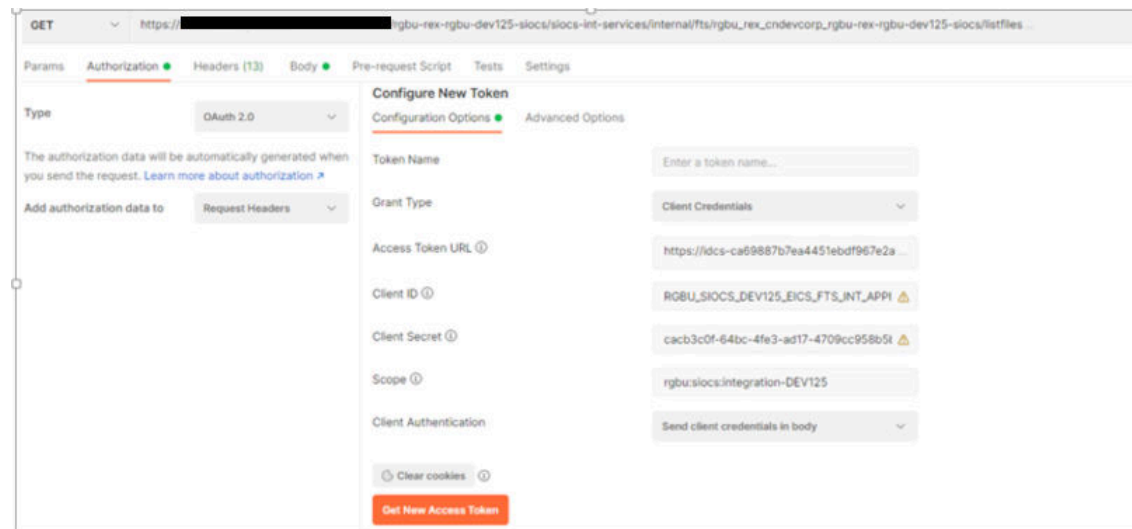 GET https:// rgbu-rex-rgbu-dev125-siocs/siocs-int-services/internal/fts/rgbu_rex_cndevcorp_rgbu-rex-rgbu-dev125-siocs/listfiles ...
Params Authorization Headers (13) Body Pre-request Script Tests Settings
Type
OAuth 2.0
The authorization data will be automatically generated when
you send the request. Learn more about authorization ↗
Add authorization data to
Request Headers
Configure New Token
Configuration Options Advanced Options
Token Name
Enter a token name...
Grant Type
Client Credentials
Access Token URL
https://idcs-ca69887b7ea4451ebdf967e2a ...
Client ID
RGBU_SIOCS_DEV125_EICS_FTS_INT_APPI
Client Secret
cacb3c0f-64bc-4fe3-ad17-4709cc958b5t
Scope
rgbu:siocs:integration-DEV125
Client Authentication
Send client credentials in body
Clear cookies
Get New Access Token